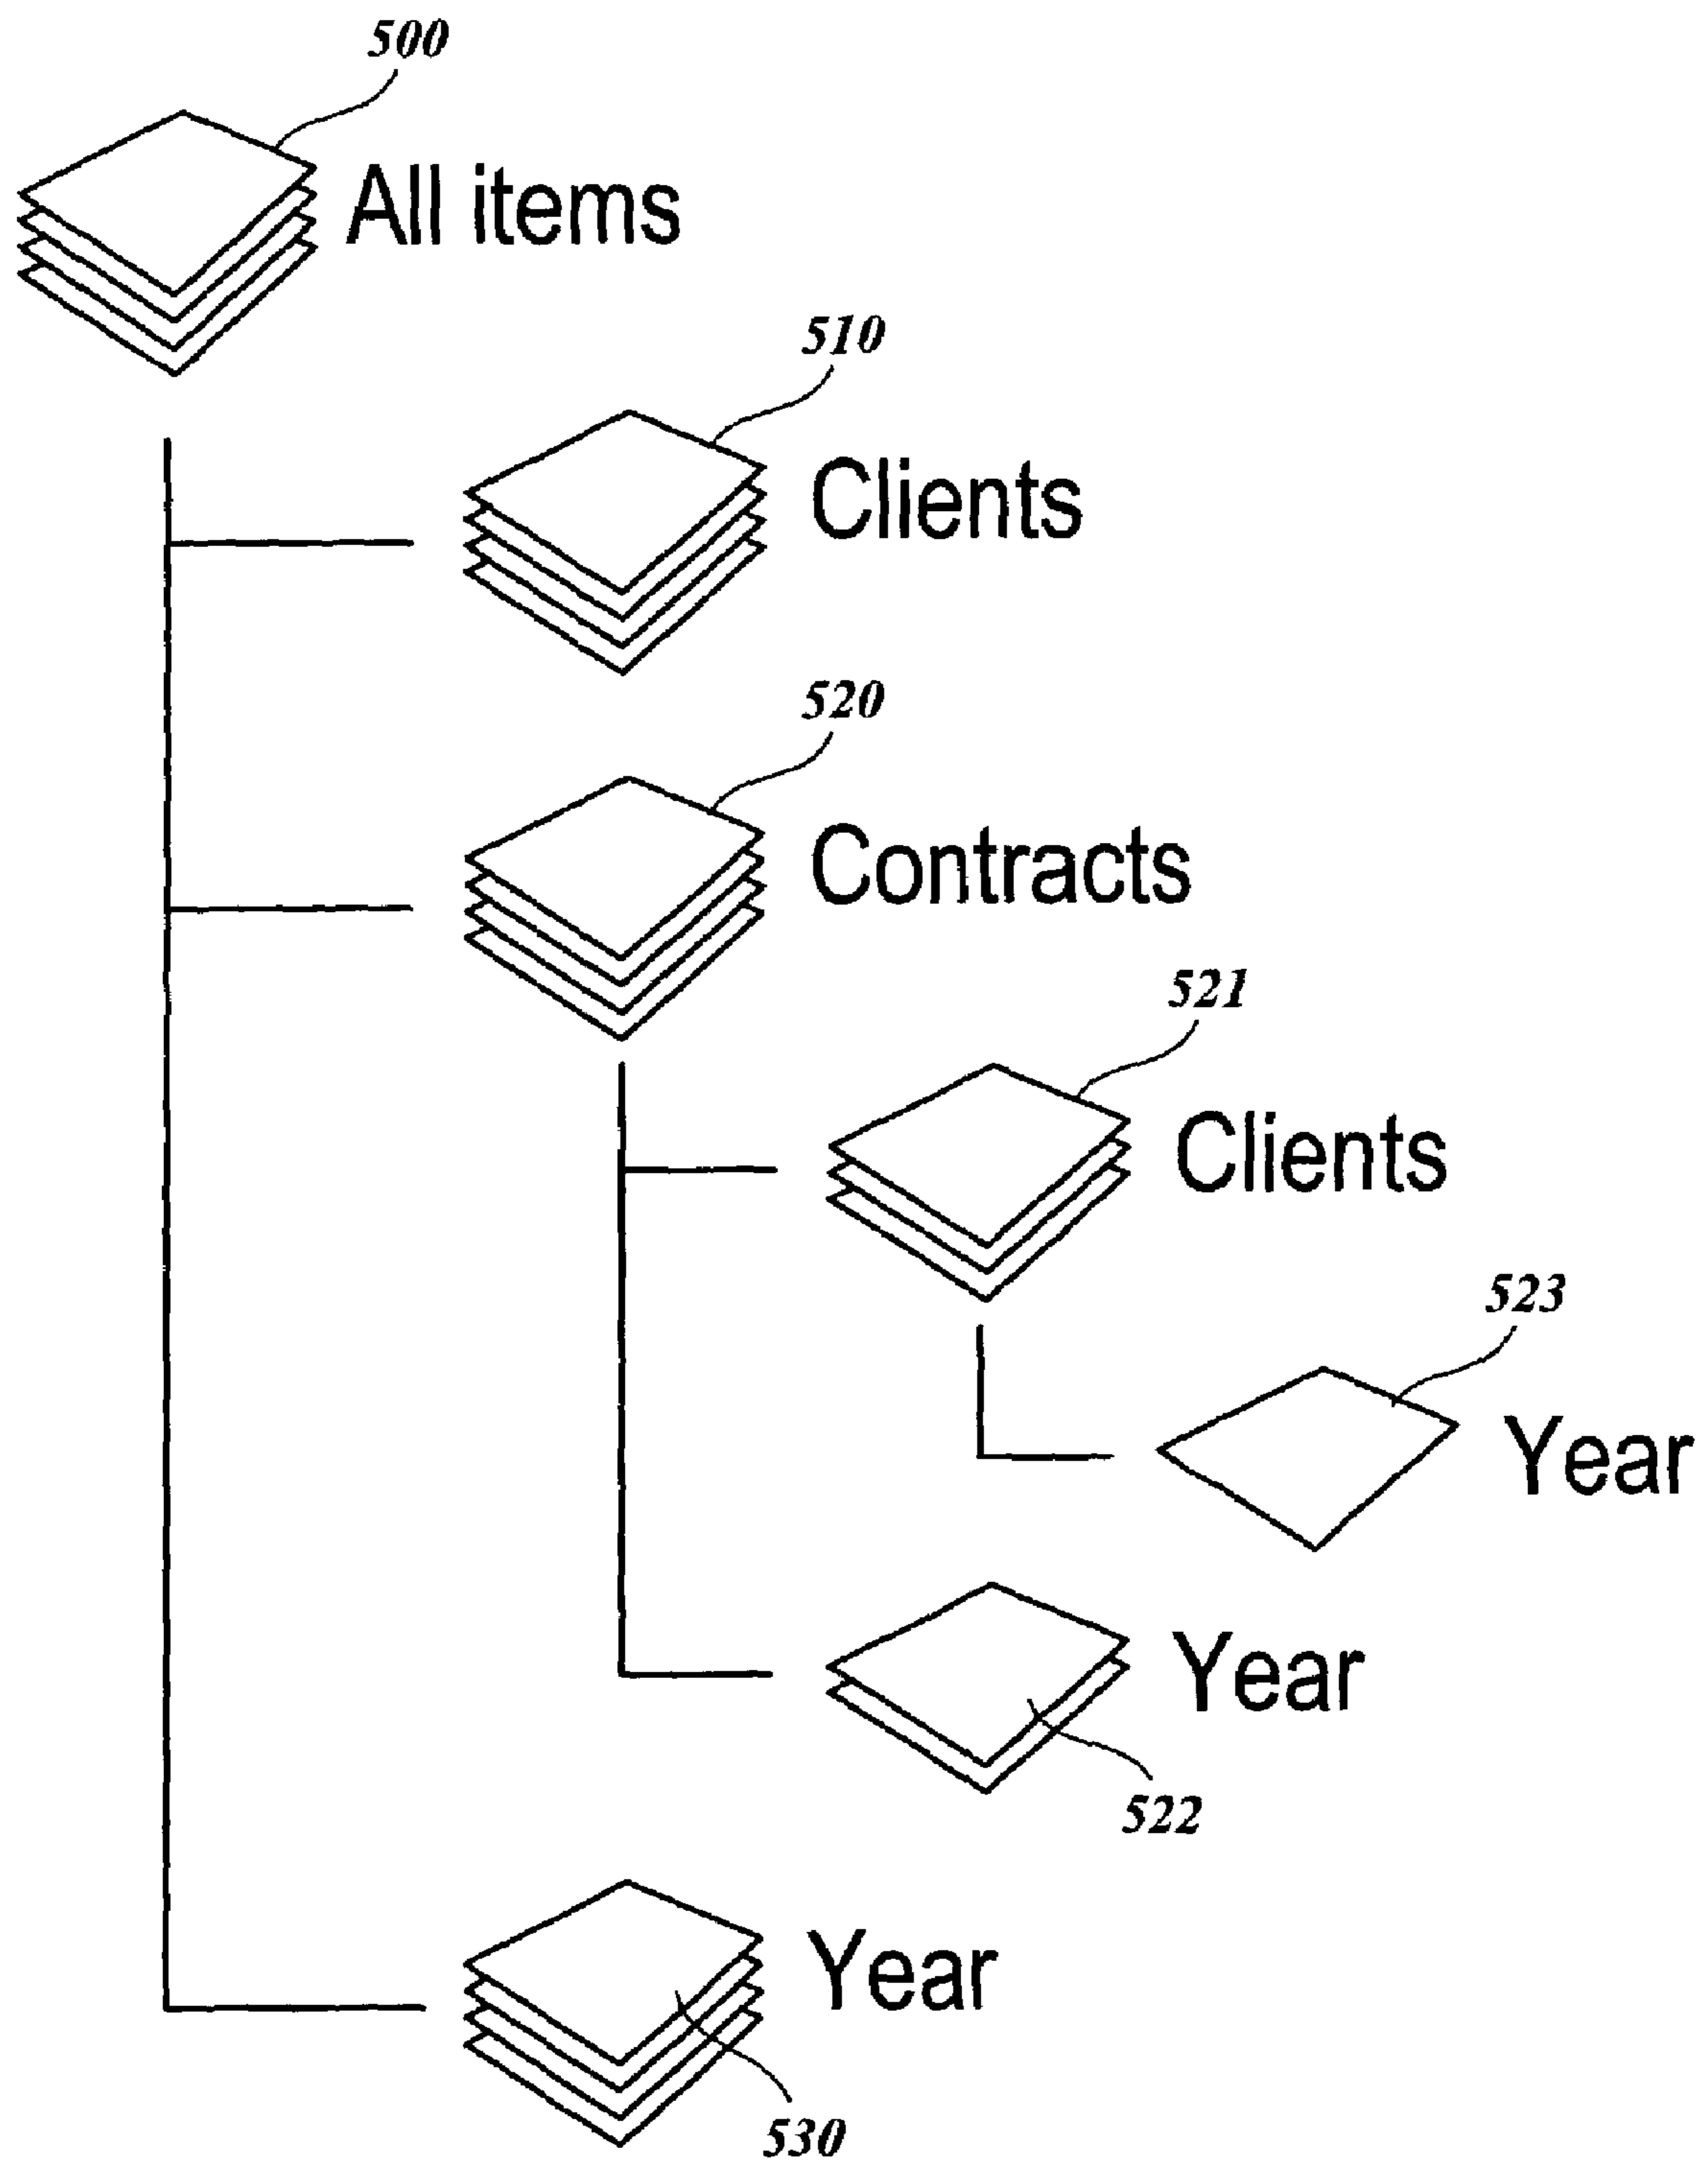 500
All items
510
Clients
520
Contracts
521
Clients
523
Year
Year
522
Year
530